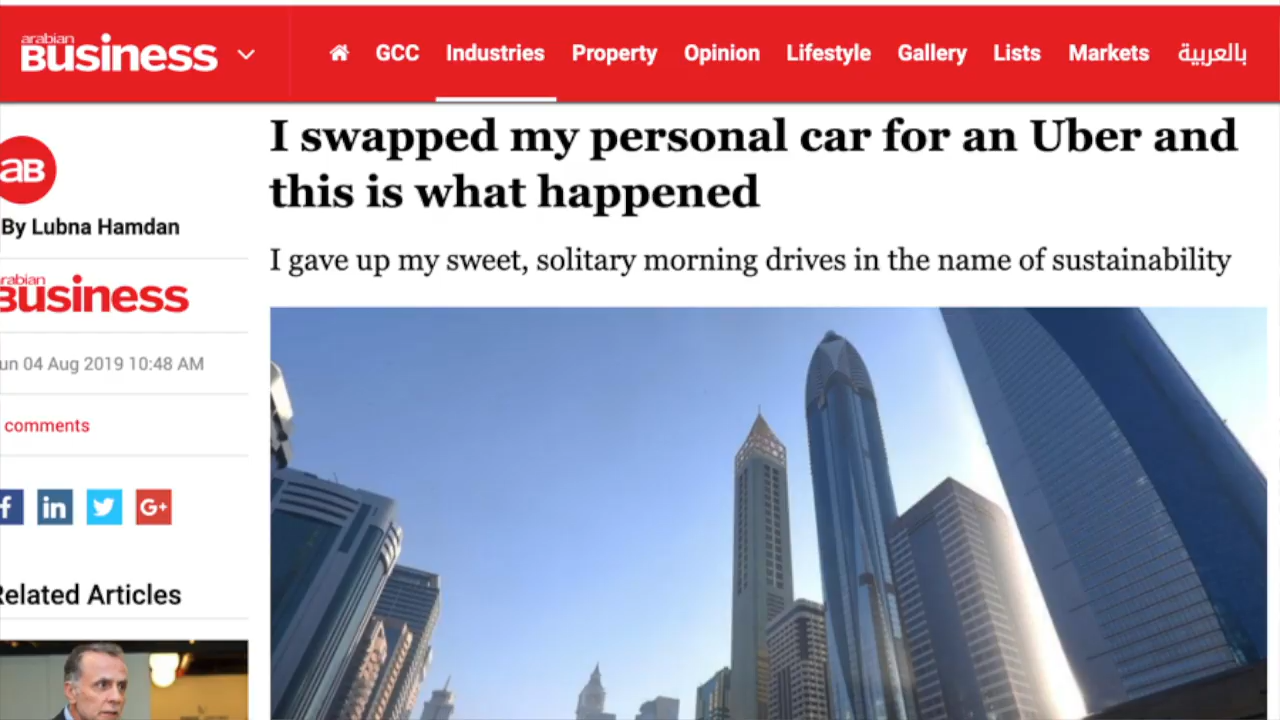 arabian
Business
GCC
Industries
Property
Opinion
Lifestyle
Gallery
Lists
Markets
بالعربية
I swapped my personal car for an Uber and
this is what happened
I gave up my sweet, solitary morning drives in the name of sustainability
aB
By Lubna Hamdan
rabian
Business
un 04 Aug 2019 10:48 AM
comments
f
in
G+
Related Articles